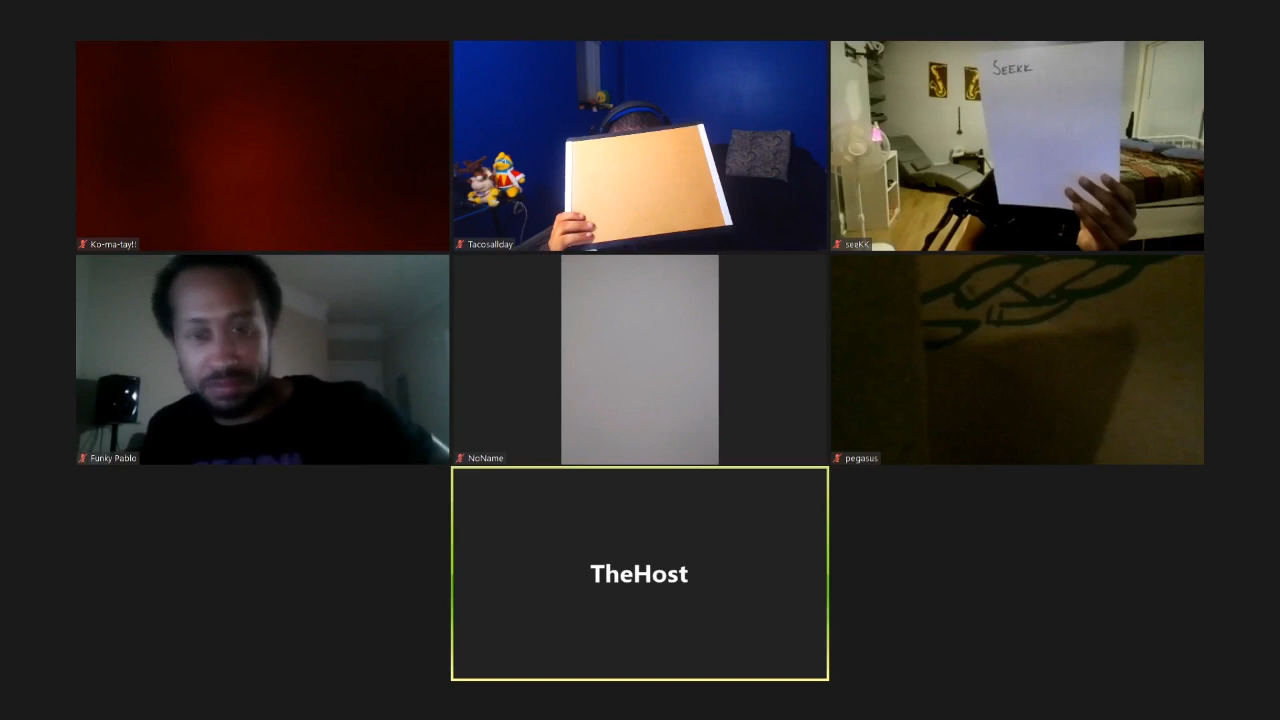 SEEKK
Ko-ma-tay!!
Tacosallday
seeKK
Funky Pablo
NoName
pegasus
TheHost